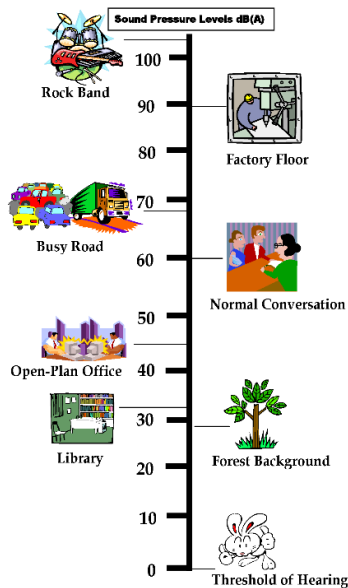 Sound Pressure Levels dB(A)
100
Rock Band
90
Factory Floor
80
70
Busy Road
60
Normal Conversation
50
Open-Plan Office
40
30
Library
Forest Background
20
10
0
Threshold of Hearing